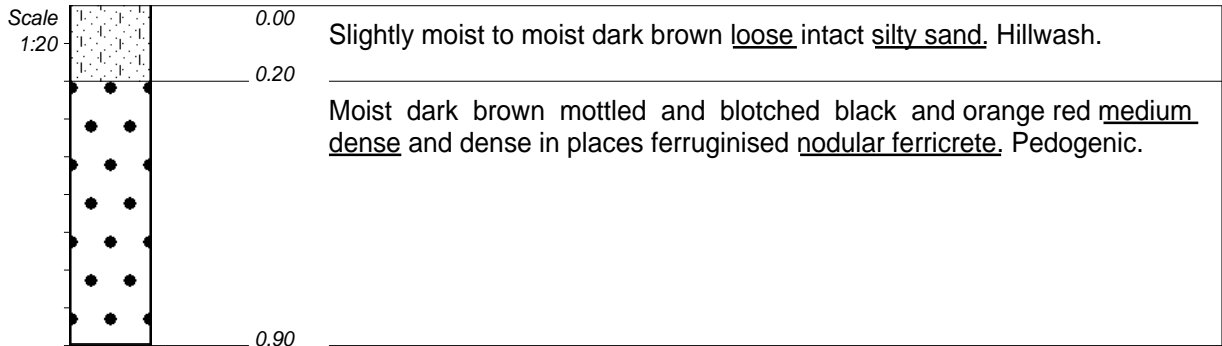 Scale
1:20
0.00
Slightly moist to moist dark brown loose intact silty sand. Hillwash.
0.20
Moist dark brown mottled and blotched black and orange red medium
dense and dense in places ferruginised nodular ferricrete. Pedogenic.
0.90